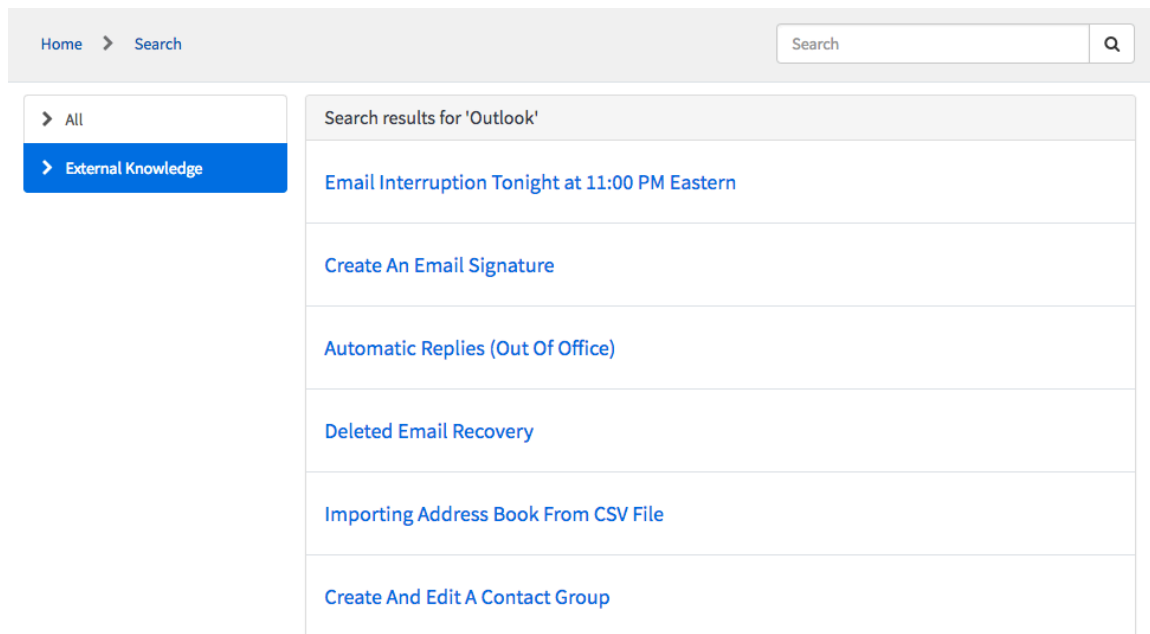 Home Search
Search
All
External Knowledge
Search results for 'Outlook'
Email Interruption Tonight at 11:00 PM Eastern
Create An Email Signature
Automatic Replies (Out Of Office)
Deleted Email Recovery
Importing Address Book From CSV File
Create And Edit A Contact Group